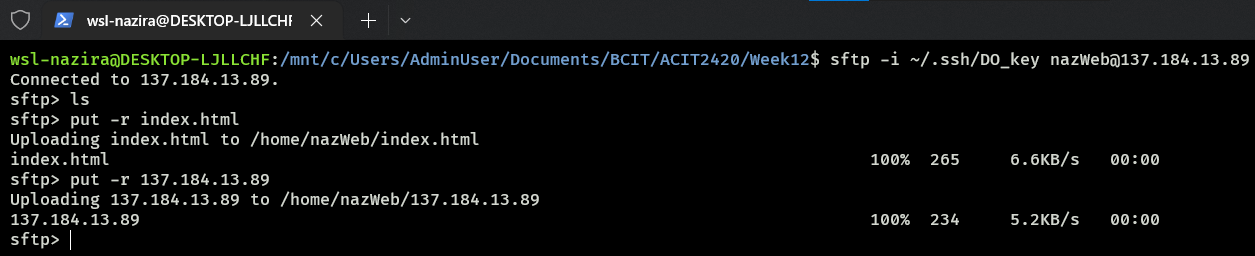 wsl-nazira@DESKTOP-LJLLCHF
wsl-nazira@DESKTOP-LJLLCHF:/mnt/c/Users/AdminUser/Documents/BCIT/ACIT2420/Week12$ sftp -i ~/.ssh/DO_key nazWeb@137.184.13.89
Connected to 137.184.13.89.
sftp> ls
sftp> put -r index.html
Uploading index.html to /home/nazWeb/index.html
index.html 100% 265 6.6KB/s 00:00
sftp> put -r 137.184.13.89
Uploading 137.184.13.89 to /home/nazWeb/137.184.13.89
137.184.13.89 100% 234 5.2KB/s 00:00
sftp>